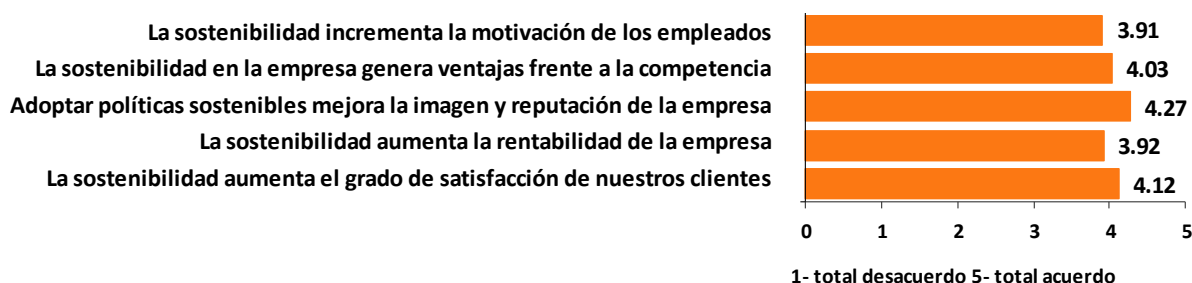 La sostenibilidad incrementa la motivación de los empleados 3.91
La sostenibilidad en la empresa genera ventajas frente a la competencia 4.03
Adoptar políticas sostenibles mejora la imagen y reputación de la empresa 4.27
La sostenibilidad aumenta la rentabilidad de la empresa 3.92
La sostenibilidad aumenta el grado de satisfacción de nuestros clientes 4.12
0 1 2 3 4 5
1- total desacuerdo 5- total acuerdo